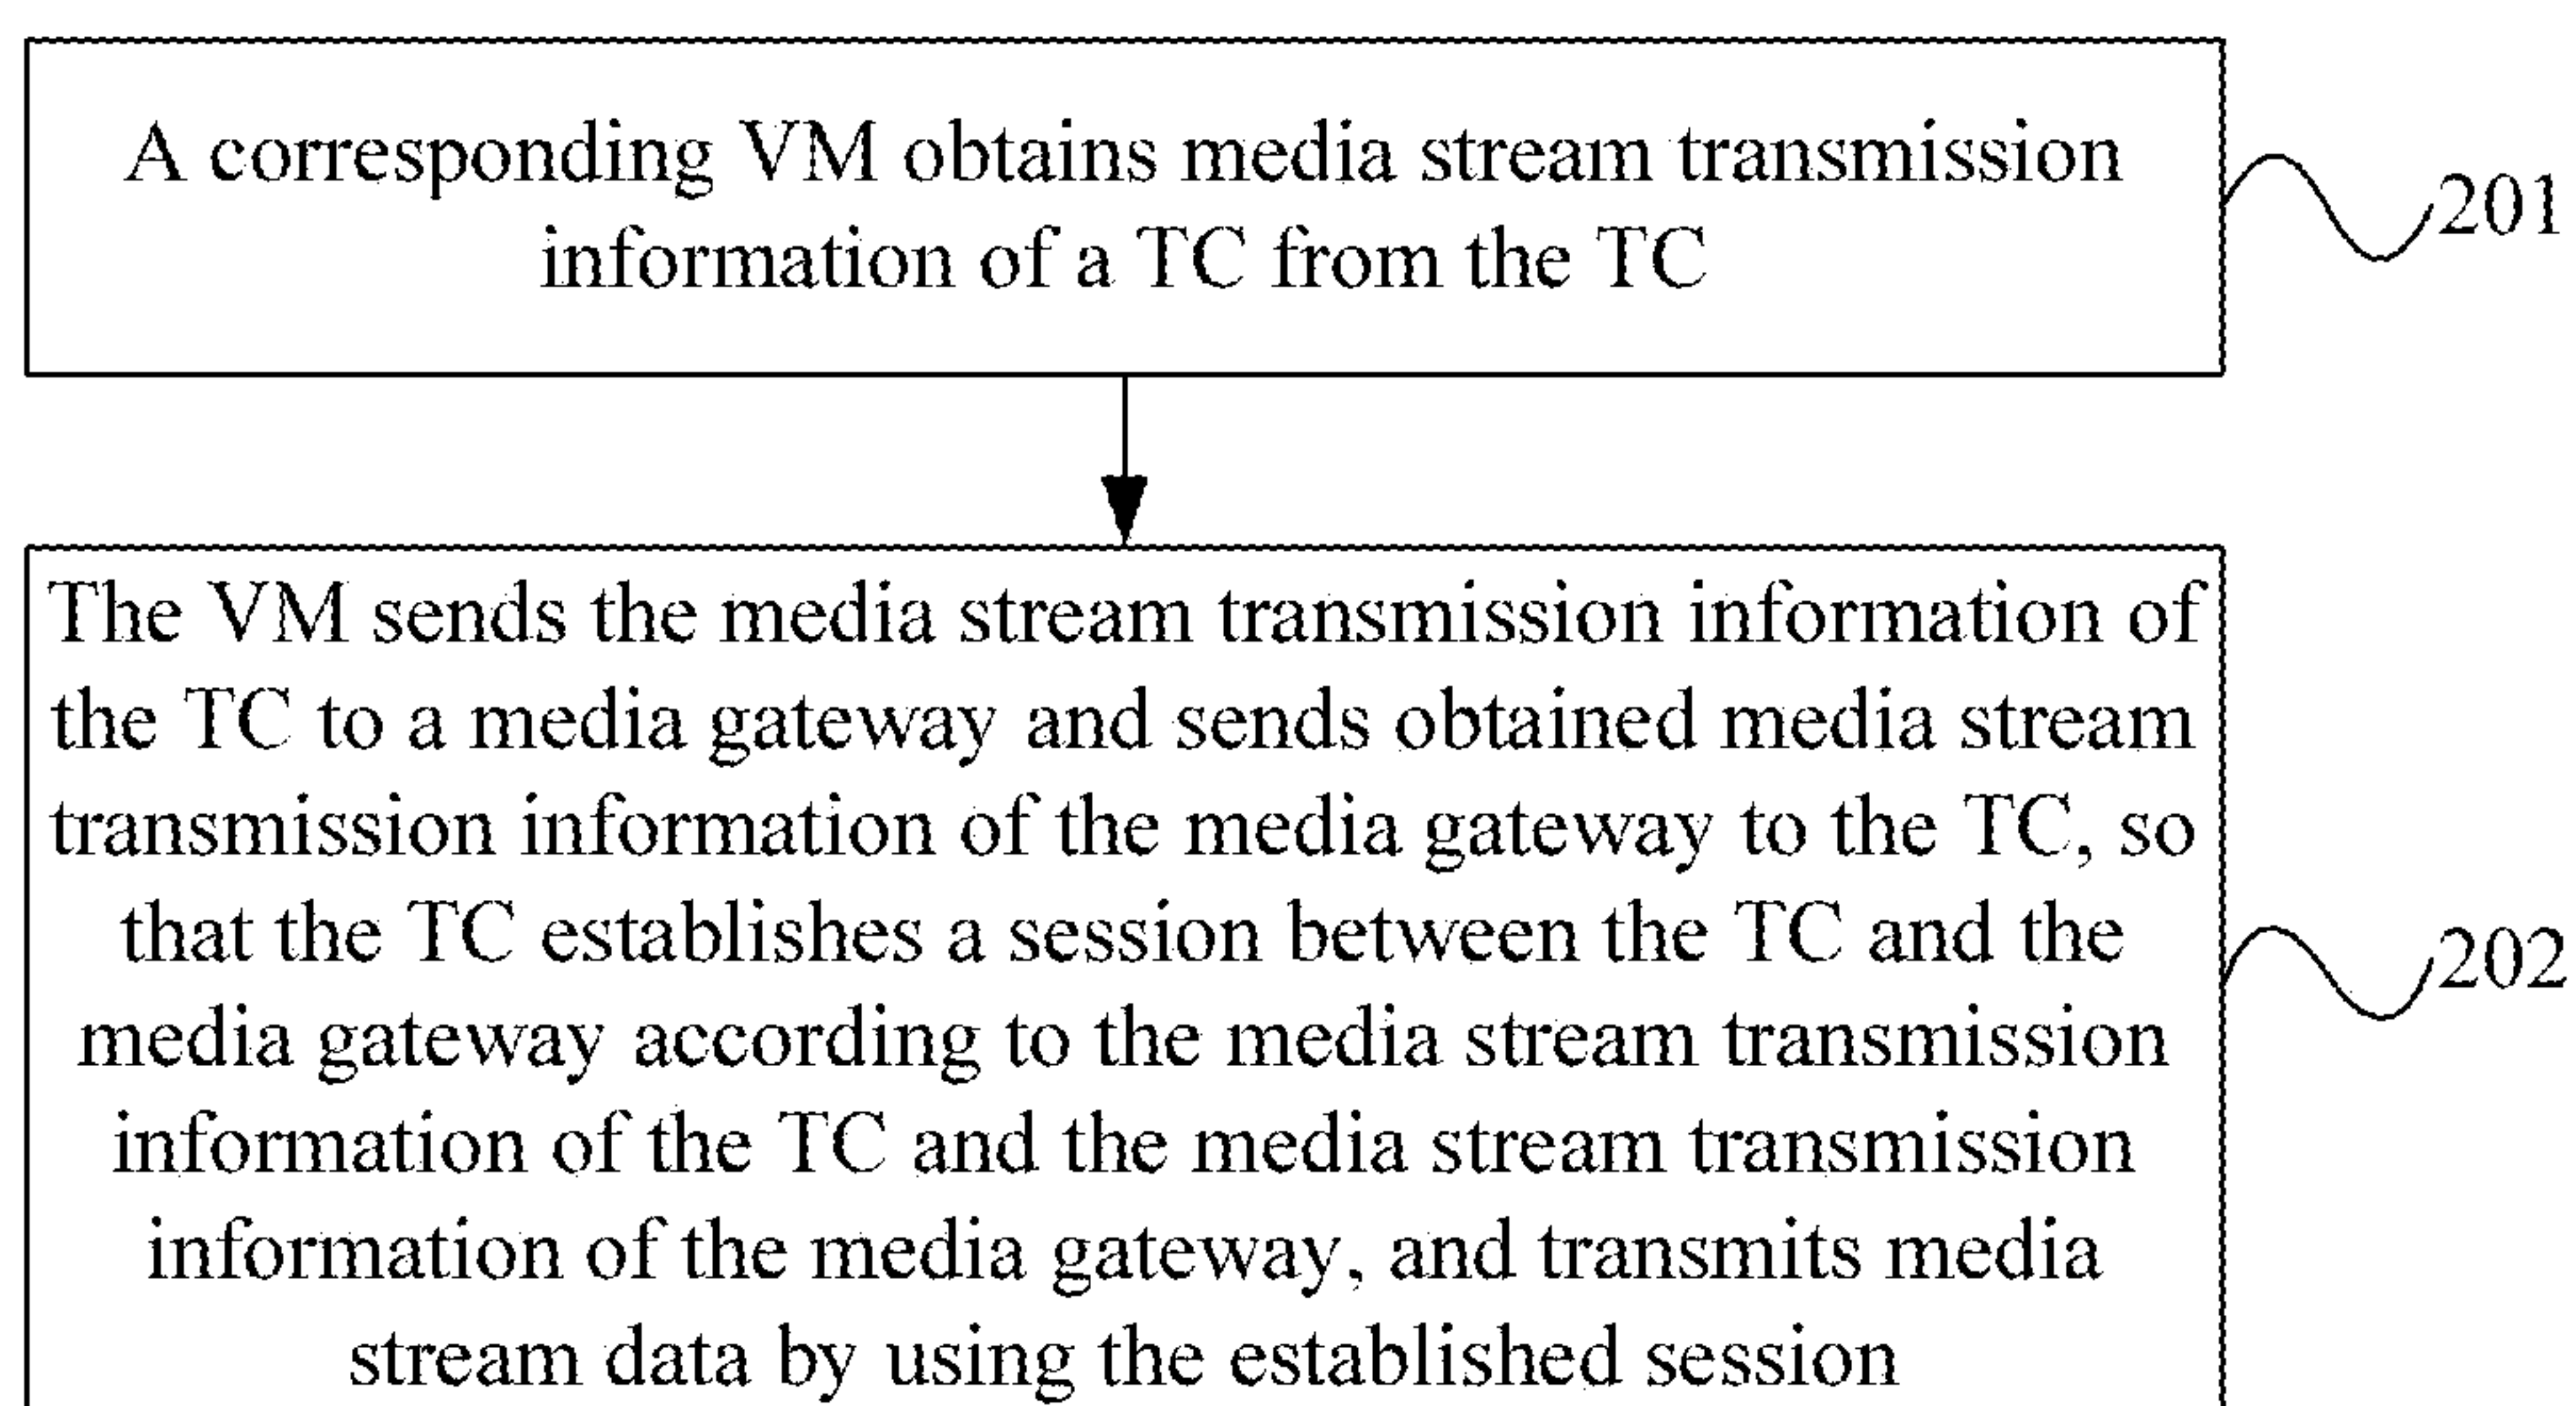 A corresponding VM obtains media stream transmission
information of a TC from the TC
201
The VM sends the media stream transmission information of
the TC to a media gateway and sends obtained media stream
transmission information of the media gateway to the TC, so
that the TC establishes a session between the TC and the
media gateway according to the media stream transmission
information of the TC and the media stream transmission
information of the media gateway, and transmits media
stream data by using the established session
202